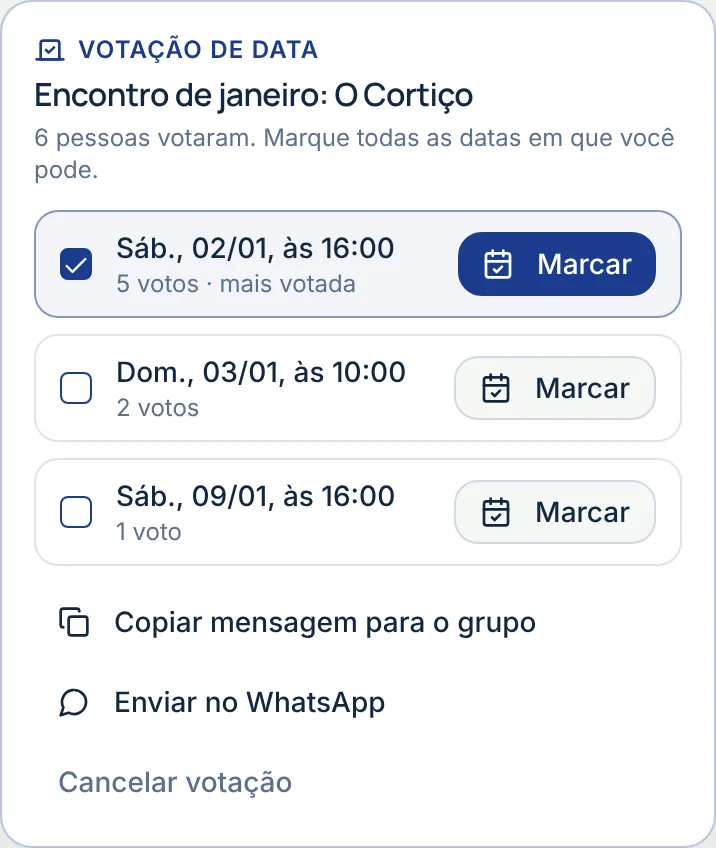 VOTAÇÃO DE DATA
Encontro de janeiro: O Cortiço
6 pessoas votaram. Marque todas as datas em que você
pode.
Sáb., 02/01, às 16:00
5 votos · mais votada
Marcar
Dom., 03/01, às 10:00
2 votos
Marcar
Sáb., 09/01, às 16:00
1 voto
Marcar
Copiar mensagem para o grupo
Enviar no WhatsApp
Cancelar votação